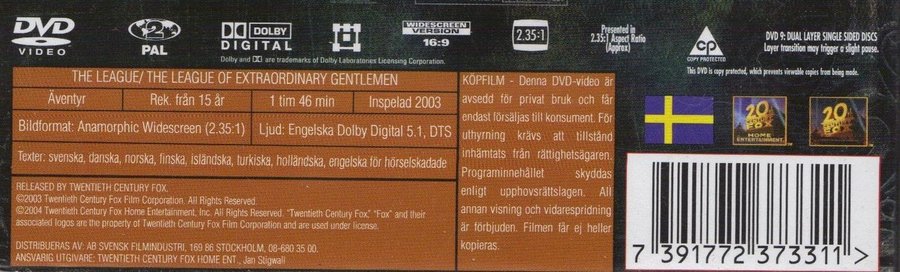 DVD
VIDEO
2
PAL
DOLBY
DIGITAL
Dolby and are trademarks of Dolby Laboratories Licensing Corporation.
WIDESCREEN
VERSION
16:9
2.35:1
Presented in
2.35:1 Aspect Ratio
(Approx)
CP
COPY PROTECTED
DVD 9: DUAL LAYER SINGLE SIDED DISCS
Layer transition may trigger a slight pause.
This DVD is copy protected, which prevents viewable copies from being made.
THE LEAGUE/ THE LEAGUE OF EXTRAORDINARY GENTLEMEN
Äventyr Rek. från 15 år 1 tim 46 min Inspelad 2003
Bildformat: Anamorphic Widescreen (2.35:1) Ljud: Engelska Dolby Digital 5.1, DTS
Texter: svenska, danska, norska, finska, isländska, turkiska, holländska, engelska för hörselskadade
RELEASED BY TWENTIETH CENTURY FOX.
©2003 Twentieth Century Fox Film Corporation. All Rights Reserved.
©2004 Twentieth Century Fox Home Entertainment, Inc. All Rights Reserved. "Twentieth Century Fox," "Fox" and their
associated logos are the property of Twentieth Century Fox Film Corporation and are used under license.
DISTRIBUERAS AV: AB SVENSK FILMINDUSTRI, 169 86 STOCKHOLM, 08-680 35 00.
ANSVARIG UTGIVARE: TWENTIETH CENTURY FOX HOME ENT., Jan Stigwall
KÖPFILM - Denna DVD-video är
avsedd för privat bruk och får
endast försäljas till konsument. För
uthyrning krävs att tillstånd
inhämtats från rättighetsägaren.
Programinnehållet skyddas
enligt upphovsrättslagen. All
annan visning och vidarespridning
är förbjuden. Filmen får ej heller
kopieras.
20
CENTURY
FOX
HOME
ENTERTAINMENT
20
CENTURY
FOX
7 391772 373311 >